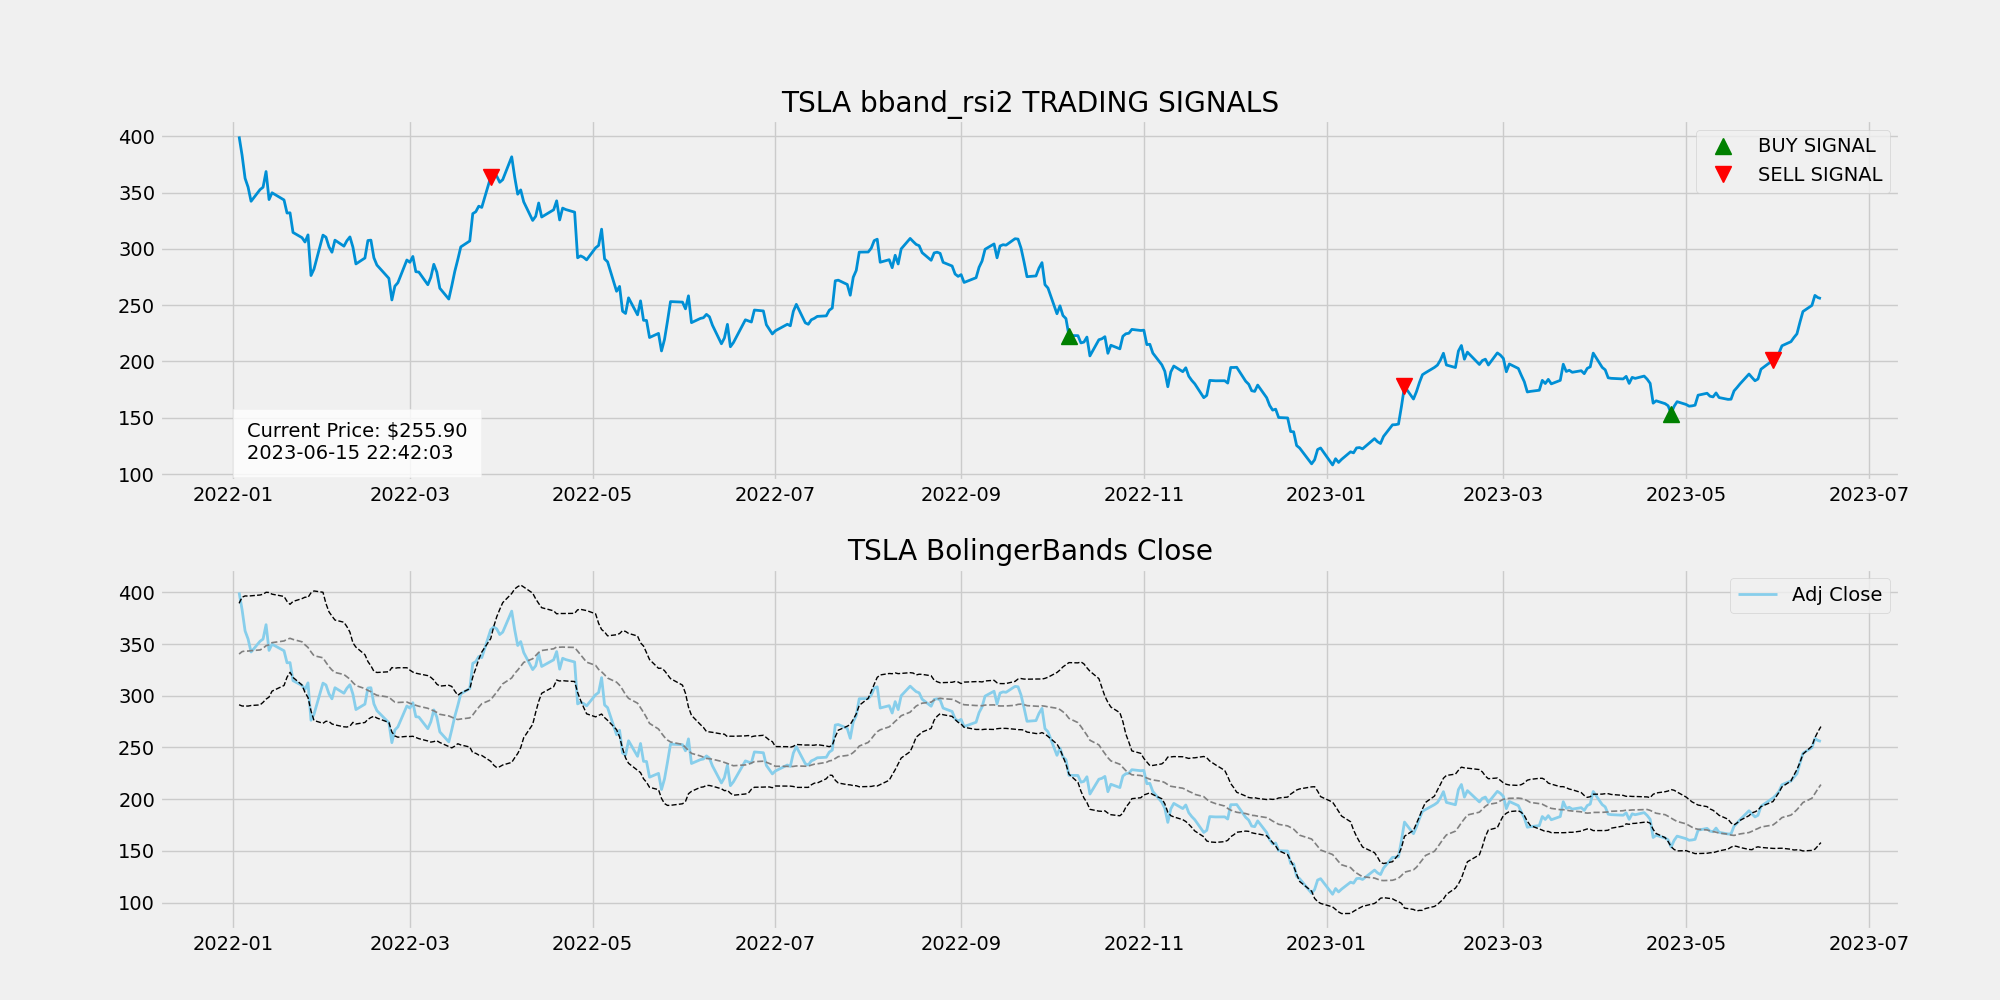 TSLA bband_rsi2 TRADING SIGNALS
400
350
300
250
200
150
100
BUY SIGNAL
SELL SIGNAL
Current Price: $255.90
2023-06-15 22:42:03
2022-01 2022-03 2022-05 2022-07 2022-09 2022-11 2023-01 2023-03 2023-05 2023-07
TSLA BolingerBands Close
400
350
300
250
200
150
100
Adj Close
2022-01 2022-03 2022-05 2022-07 2022-09 2022-11 2023-01 2023-03 2023-05 2023-07